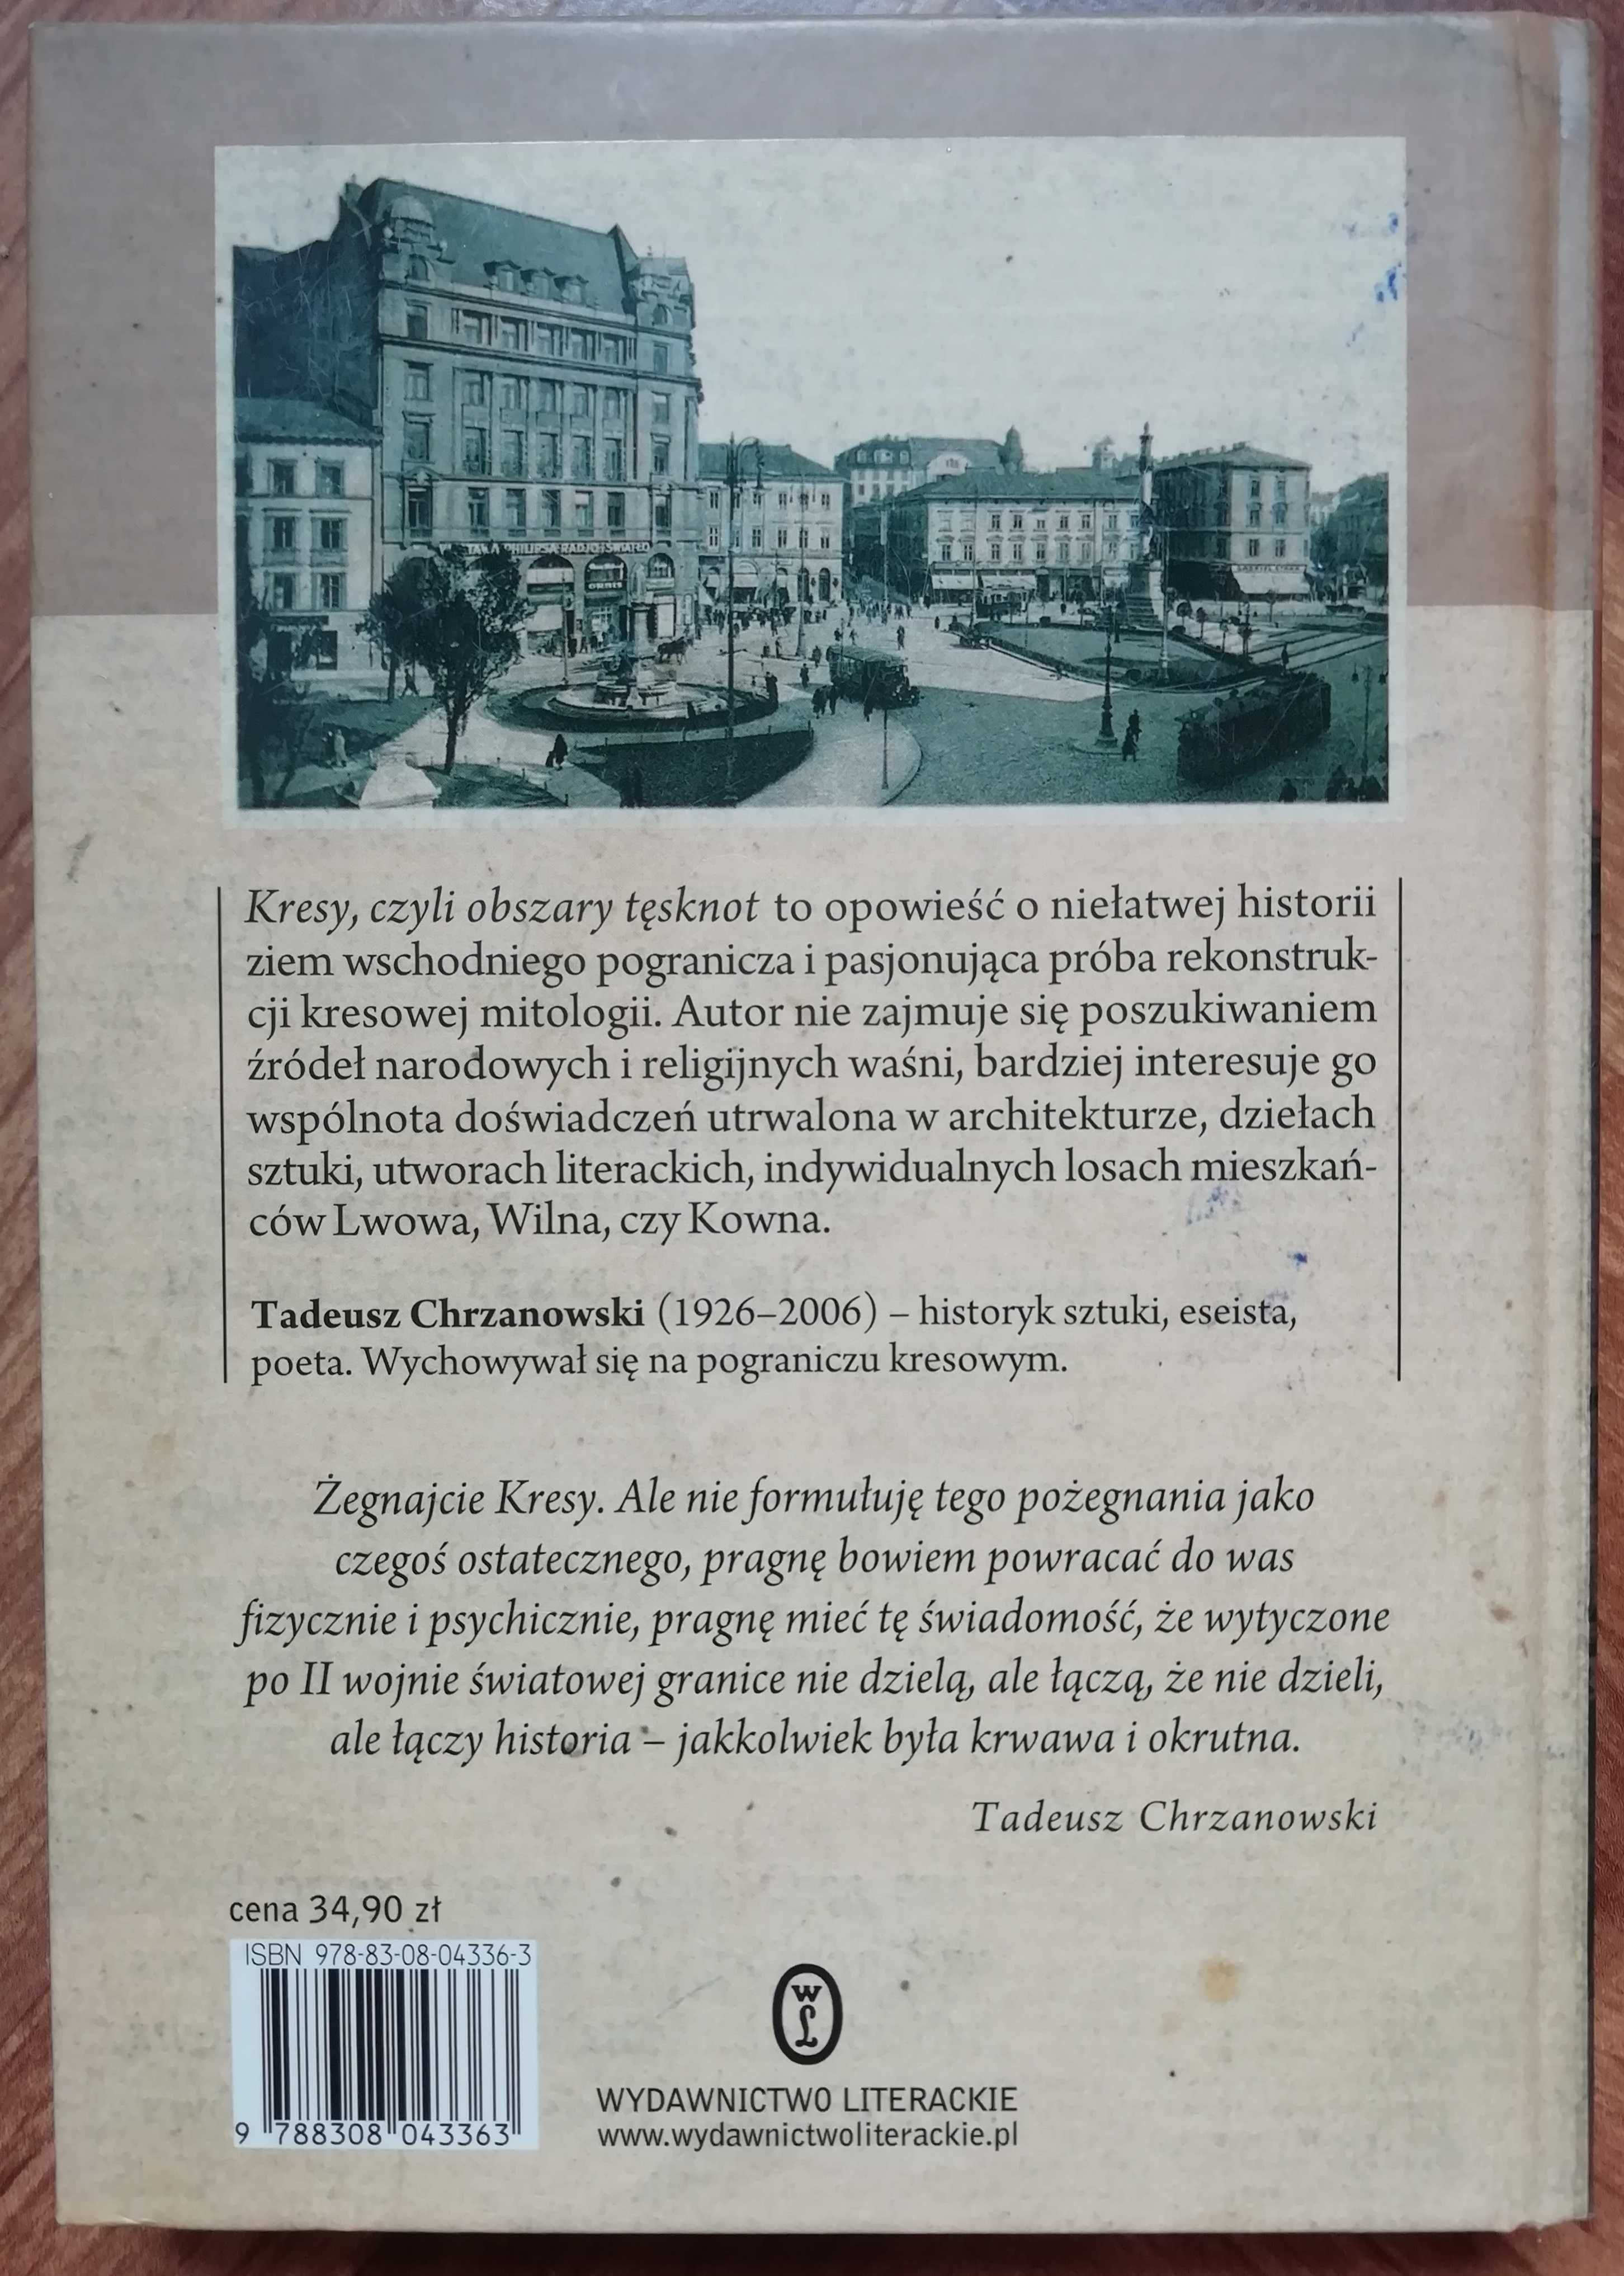 ORBIS
Kresy, czyli obszary tęsknot to opowieść o niełatwej historii
ziem wschodniego pogranicza i pasjonująca próba rekonstruk-
cji kresowej mitologii. Autor nie zajmuje się poszukiwaniem
źródeł narodowych i religijnych waśni, bardziej interesuje go
wspólnota doświadczeń utrwalona w architekturze, dziełach
sztuki, utworach literackich, indywidualnych losach mieszkań-
ców Lwowa, Wilna, czy Kowna.
Tadeusz Chrzanowski (1926–2006) – historyk sztuki, eseista,
poeta. Wychowywał się na pograniczu kresowym.
Żegnajcie Kresy. Ale nie formułuję tego pożegnania jako
czegoś ostatecznego, pragnę bowiem powracać do was
fizycznie i psychicznie, pragnę mieć tę świadomość, że wytyczone
po II wojnie światowej granice nie dzielą, ale łączą, że nie dzieli,
ale łączy historia – jakkolwiek była krwawa i okrutna.
Tadeusz Chrzanowski
cena 34,90 zł
ISBN 978-83-08-04336-3
9 788308 043363
WL
WYDAWNICTWO LITERACKIE
www.wydawnictwoliterackie.pl